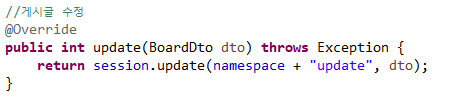 //게시글 수정
@Override
public int update(BoardDto dto) throws Exception {
    return session.update(namespace + "update", dto);
}